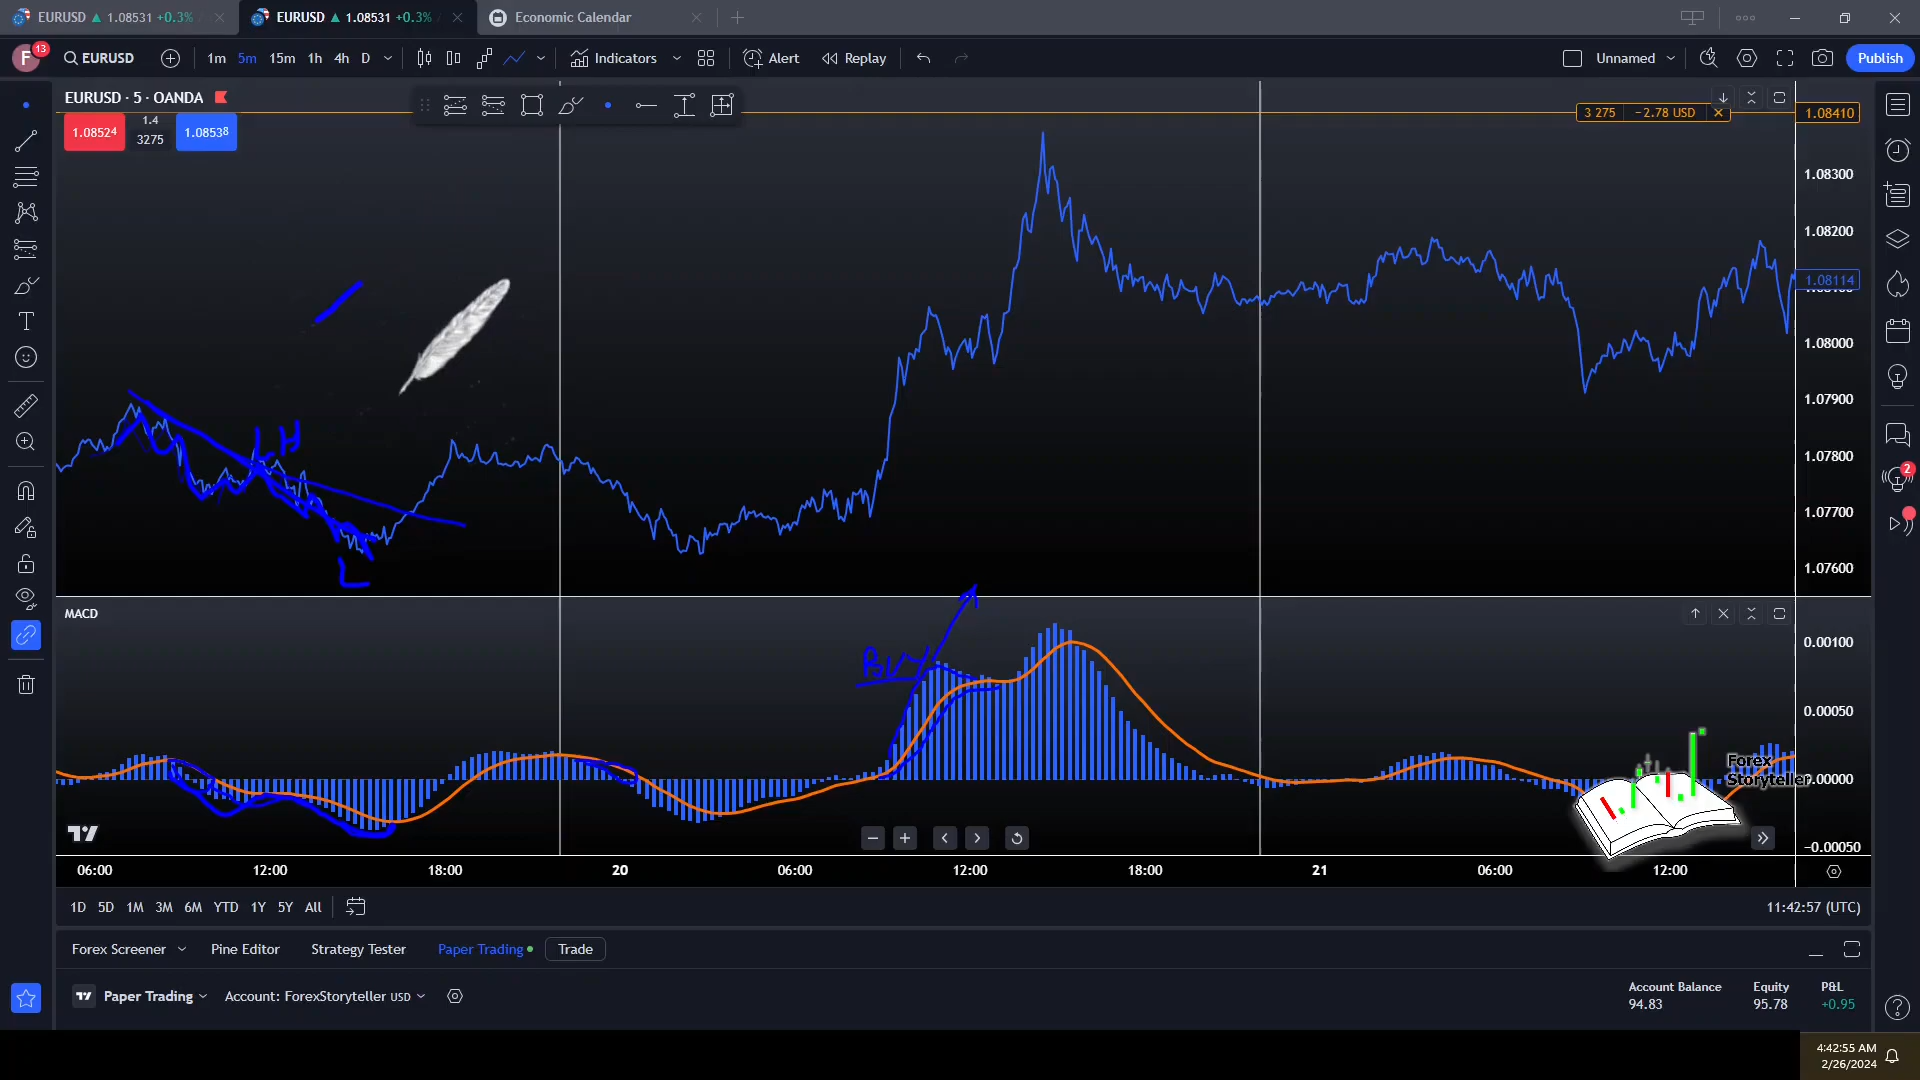 EURUSD ▲ 1.08531 +0.3%
EURUSD ▲ 1.08531 +0.3% /
Economic Calendar
F 13
EURUSD
1m 5m 15m 1h 4h D
Indicators
Alert
Replay
Unnamed
Publish
EURUSD · 5 · OANDA
1.08524
1.4
3275
1.08538
3 275 −2.78 USD
1.08410
1.08300
1.08200
1.08114
1.08000
1.07900
1.07800
1.07700
1.07600
LH
L
MACD
BUY
0.00100
0.00050
0.00000
−0.00050
Forex
Storyteller
06:00 12:00 18:00 20 06:00 12:00 18:00 21 06:00 12:00
1D 5D 1M 3M 6M YTD 1Y 5Y All
11:42:57 (UTC)
Forex Screener Pine Editor Strategy Tester Paper Trading Trade
Paper Trading Account: ForexStoryteller USD
Account Balance Equity P&L
94.83 95.78 +0.95
2
4:42:55 AM
2/26/2024